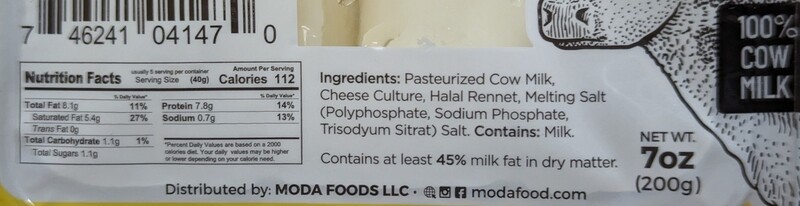 7 46241 04147 0
Nutrition Facts
usually 5 serving per container
Serving Size (40g)
Amount Per Serving
Calories 112
% Daily Value*
Total Fat 8.1g 11%
Saturated Fat 5.4g 27%
Trans Fat 0g
Total Carbohydrate 1.1g 1%
Total Sugars 1.1g
% Daily Value*
Protein 7.8g 14%
Sodium 0.7g 13%
*Percent Daily Values are based on a 2000
calories diet. Your daily values may be higher
or lower depending on your calorie need.
Ingredients: Pasteurized Cow Milk,
Cheese Culture, Halal Rennet, Melting Salt
(Polyphosphate, Sodium Phosphate,
Trisodyum Sitrat) Salt. Contains: Milk.
Contains at least 45% milk fat in dry matter.
100%
COW
MILK
NET WT.
7oz
(200g)
Distributed by: MODA FOODS LLC • modafood.com